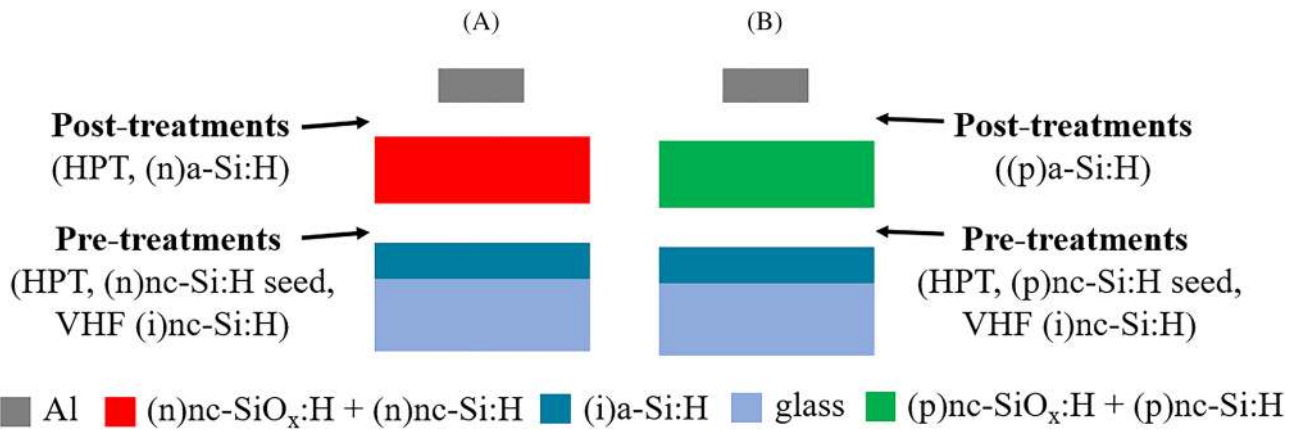 (A)
(B)
Post-treatments
(HPT, (n)a-Si:H)
Post-treatments
((p)a-Si:H)
Pre-treatments
(HPT, (n)nc-Si:H seed,
VHF (i)nc-Si:H)
Pre-treatments
(HPT, (p)nc-Si:H seed,
VHF (i)nc-Si:H)
Al (n)nc-SiOₓ:H + (n)nc-Si:H (i)a-Si:H glass (p)nc-SiOₓ:H + (p)nc-Si:H